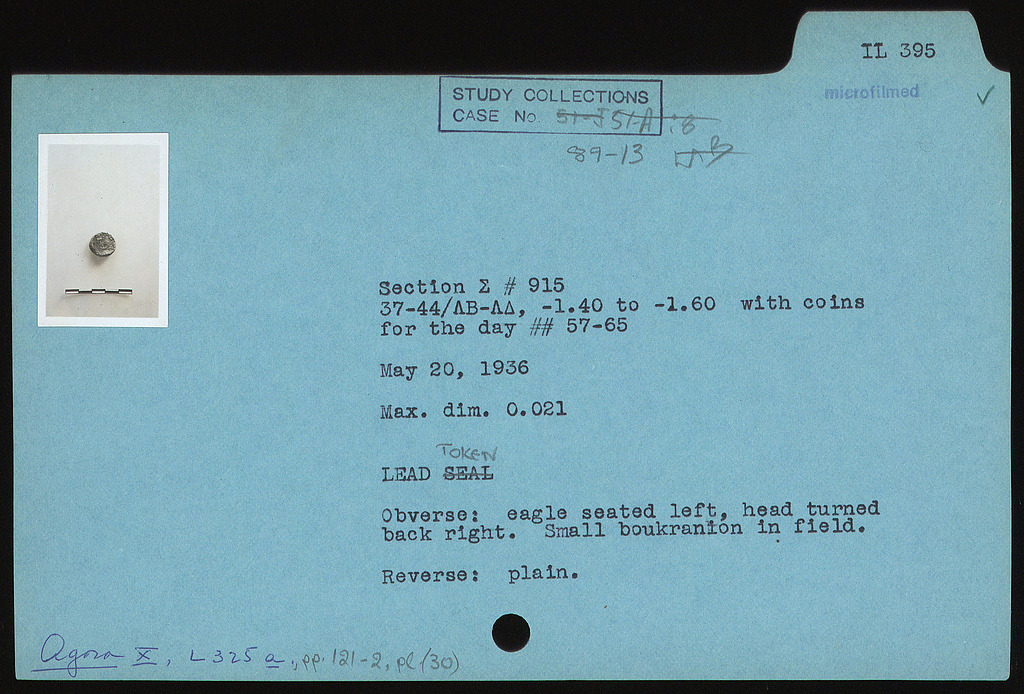 IL 395
microfilmed ✓
STUDY COLLECTIONS
CASE No. 51-J 51-A
89-13
Section Σ # 915
37-44/ΛΒ-ΛΔ, -1.40 to -1.60 with coins
for the day ## 57-65
May 20, 1936
Max. dim. 0.021
TOKEN
LEAD SEAL
Obverse: eagle seated left, head turned
back right. Small boukranion in field.
Reverse: plain.
Agora X, L 325 a, pp. 121-2, pl (30)